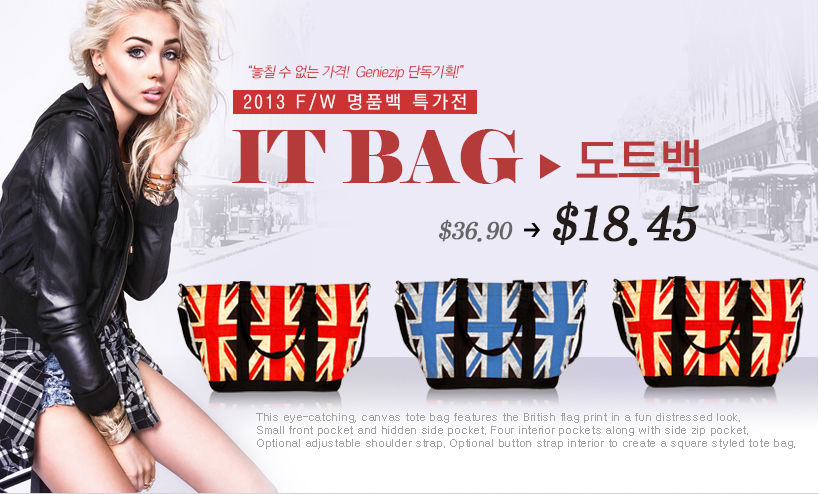 "놓칠 수 없는 가격! Geniezip 단독기획!"
2013 F/W 명품백 특가전
IT BAG ▶ 도트백
$36.90 → $18.45
This eye-catching, canvas tote bag features the British flag print in a fun distressed look,
Small front pocket and hidden side pocket, Four interior pockets along with side zip pocket,
Optional adjustable shoulder strap, Optional button strap interior to create a square styled tote bag,